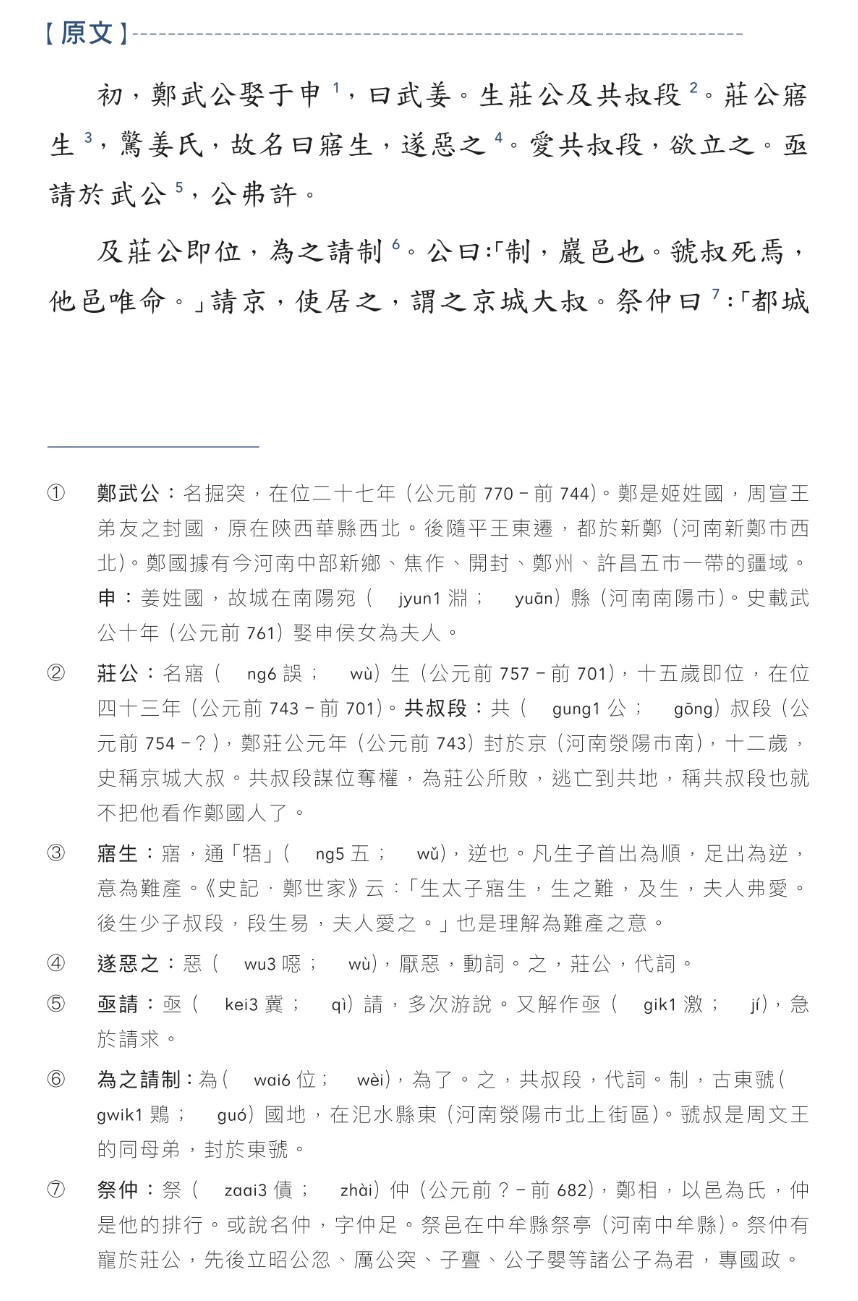 【原文】
初，鄭武公娶于申1，曰武姜。生莊公及共叔段2。莊公寤
生3，驚姜氏，故名曰寤生，遂惡之4。愛共叔段，欲立之。亟
請於武公5，公弗許。
及莊公即位，為之請制6。公曰：「制，巖邑也。虢叔死焉，
他邑唯命。」請京，使居之，謂之京城大叔。祭仲曰7：「都城
① 鄭武公：名掘突，在位二十七年（公元前 770 – 前 744）。鄭是姬姓國，周宣王
弟友之封國，原在陝西華縣西北。後隨平王東遷，都於新鄭（河南新鄭市西
北）。鄭國據有今河南中部新鄉、焦作、開封、鄭州、許昌五市一帶的疆域。
申：姜姓國，故城在南陽宛（ jyun1 淵； yuān）縣（河南南陽市）。史載武
公十年（公元前 761）娶申侯女為夫人。
② 莊公：名寤（ ng6 誤； wù）生（公元前 757 – 前 701），十五歲即位，在位
四十三年（公元前 743 – 前 701）。共叔段：共（ gung1 公； gōng）叔段（公
元前 754 –？），鄭莊公元年（公元前 743）封於京（河南滎陽市南），十二歲，
史稱京城大叔。共叔段謀位奪權，為莊公所敗，逃亡到共地，稱共叔段也就
不把他看作鄭國人了。
③ 寤生：寤，通「牾」（ ng5 五； wǔ），逆也。凡生子首出為順，足出為逆，
意為難產。《史記．鄭世家》云：「生太子寤生，生之難，及生，夫人弗愛。
後生少子叔段，段生易，夫人愛之。」也是理解為難產之意。
④ 遂惡之：惡（ wu3 噁； wù），厭惡，動詞。之，莊公，代詞。
⑤ 亟請：亟（ kei3 冀； qì）請，多次游說。又解作亟（ gik1 激； jí），急
於請求。
⑥ 為之請制：為（ wai6 位； wèi），為了。之，共叔段，代詞。制，古東虢（
gwik1 鶪； guó）國地，在汜水縣東（河南滎陽市北上街區）。虢叔是周文王
的同母弟，封於東虢。
⑦ 祭仲：祭（ zaai3 債； zhài）仲（公元前？– 前 682），鄭相，以邑為氏，仲
是他的排行。或說名仲，字仲足。祭邑在中牟縣祭亭（河南中牟縣）。祭仲有
寵於莊公，先後立昭公忽、厲公突、子亹、公子嬰等諸公子為君，專國政。